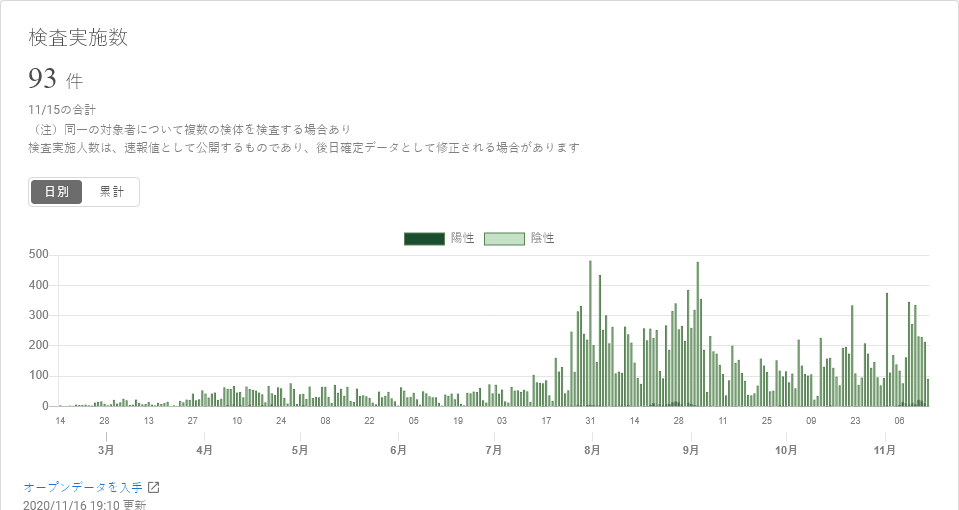 検査実施数
93 件
11/15の合計
（注）同一の対象者について複数の検体を検査する場合あり
検査実施人数は、速報値として公開するものであり、後日確定データとして修正される場合があります
日別 累計
陽性 陰性
500
400
300
200
100
0
14 28 13 27 10 24 08 22 05 19 03 17 31 14 28 11 25 09 23 06
3月 4月 5月 6月 7月 8月 9月 10月 11月
オープンデータを入手
2020/11/16 19:10 更新